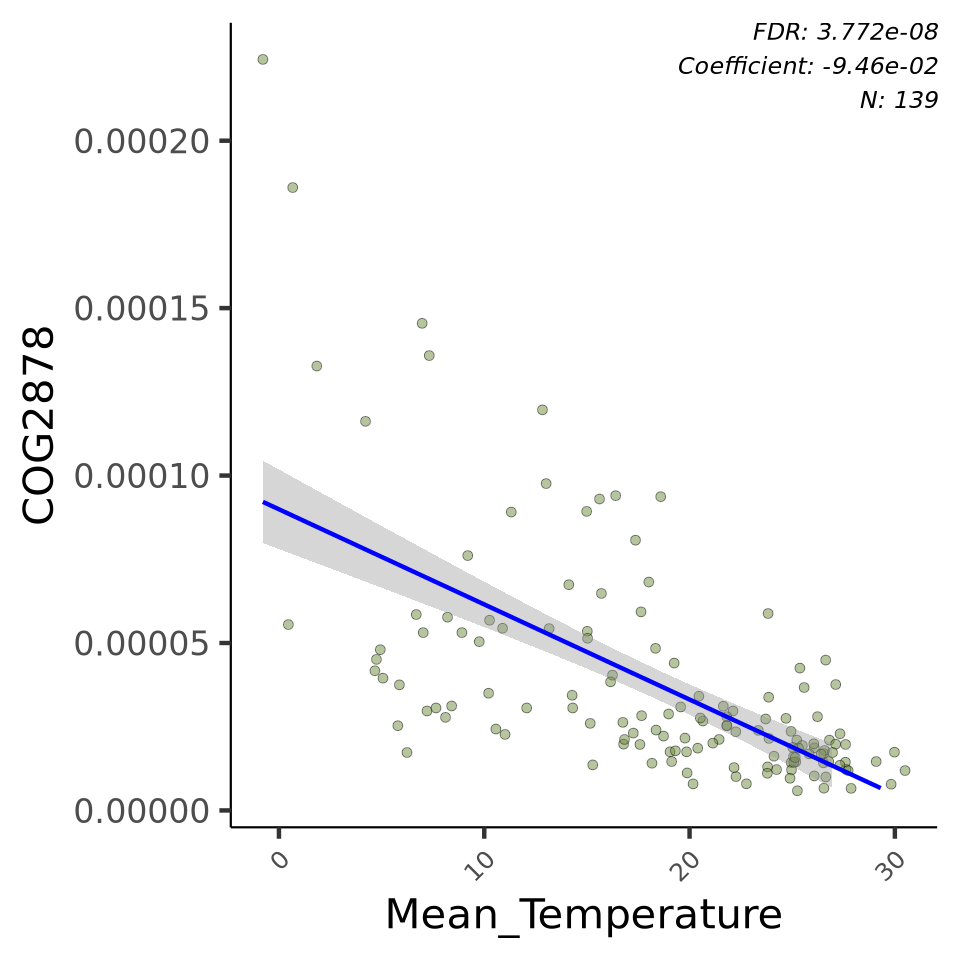 FDR: 3.772e-08
Coefficient: -9.46e-02
N: 139
COG2878
0.00020
0.00015
0.00010
0.00005
0.00000
0 10 20 30
Mean_Temperature